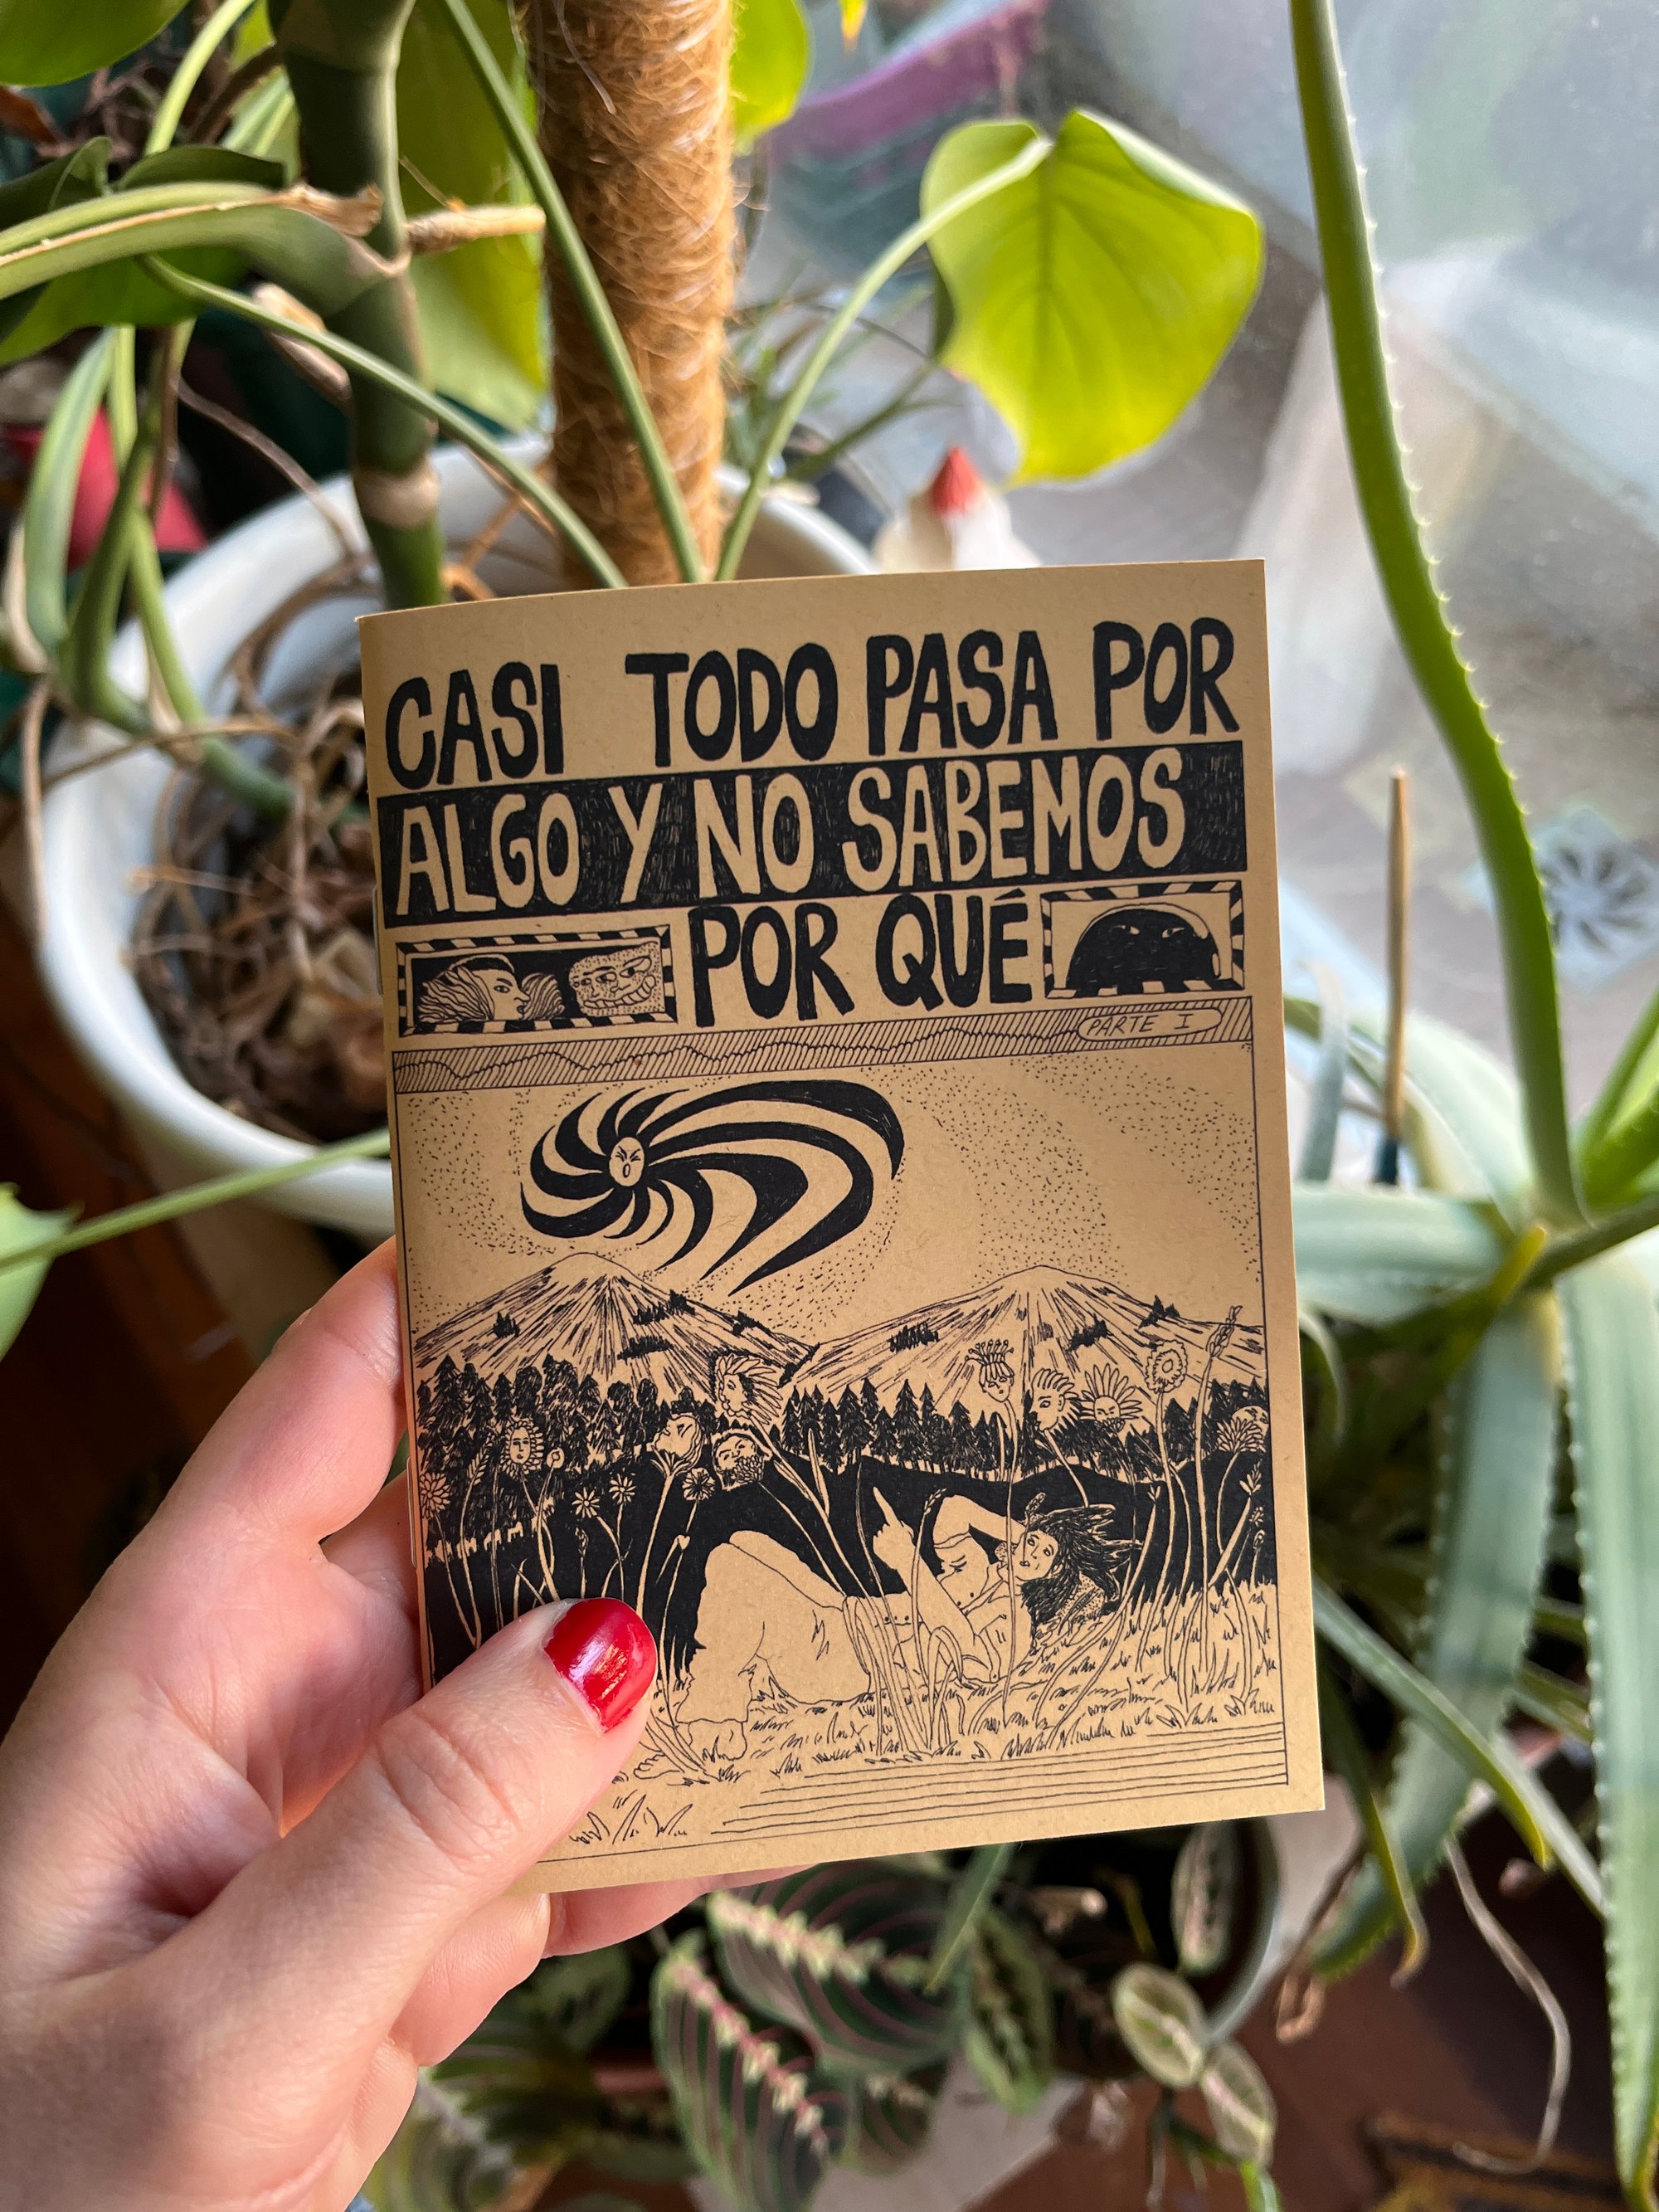 CASI TODO PASA POR
ALGO Y NO SABEMOS
POR QUÉ
PARTE I